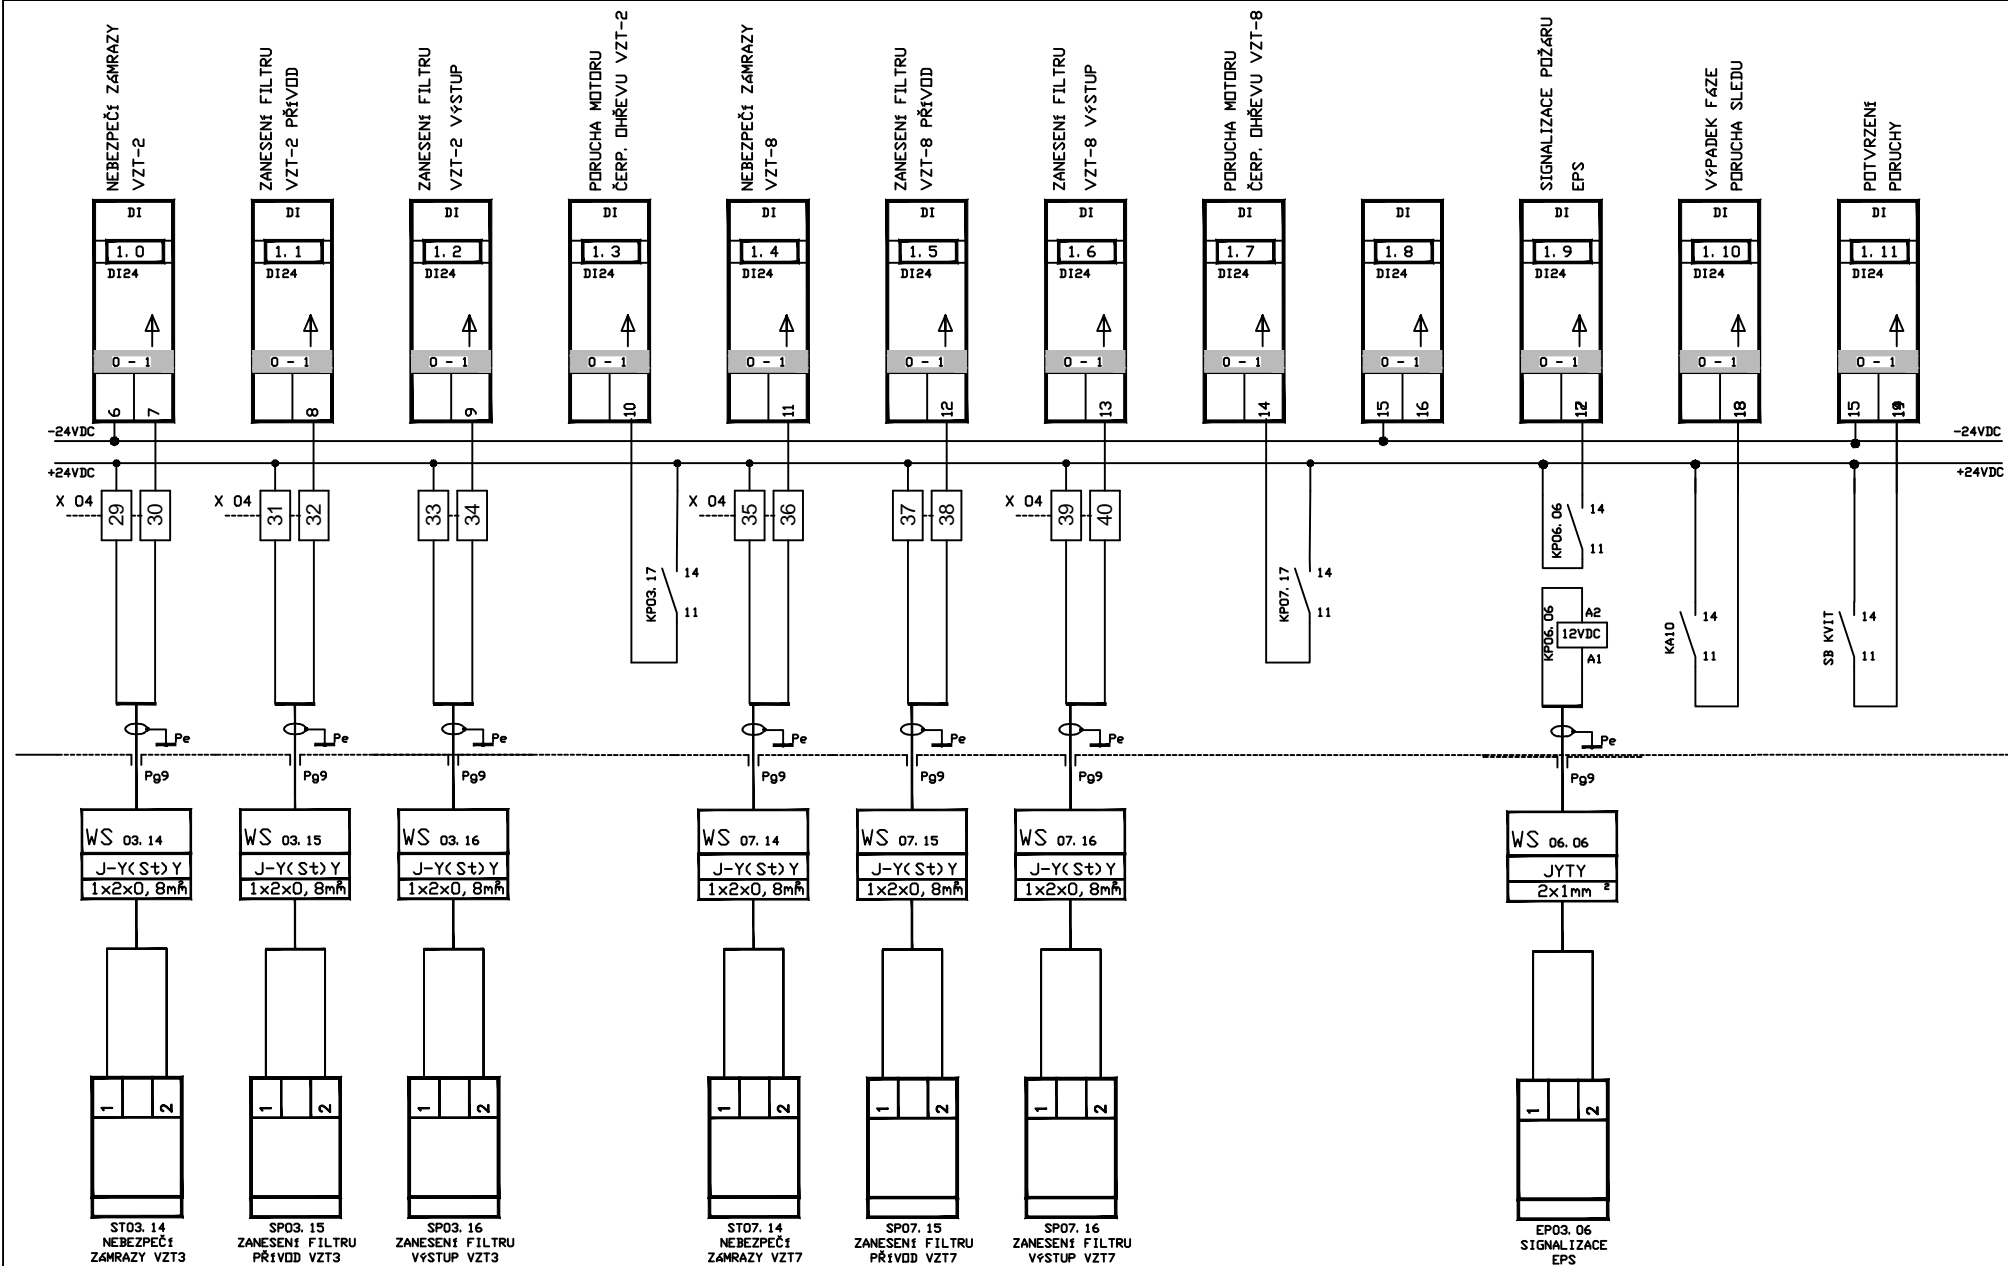 NEBEZPEČÍ ZÁMRAZY
VZT-2
ZANESENÍ FILTRU
VZT-2 PŘÍVOD
ZANESENÍ FILTRU
VZT-2 VÝSTUP
PORUCHA MOTORU
ČERP. OHŘEVU VZT-2
NEBEZPEČÍ ZÁMRAZY
VZT-8
ZANESENÍ FILTRU
VZT-8 PŘÍVOD
ZANESENÍ FILTRU
VZT-8 VÝSTUP
PORUCHA MOTORU
ČERP. OHŘEVU VZT-8
SIGNALIZACE POŽÁRU
EPS
VÝPADEK FÁZE
PORUCHA SLEDU
POTVRZENÍ
PORUCHY
DI DI DI DI DI DI DI DI DI DI DI DI
1.0 1.1 1.2 1.3 1.4 1.5 1.6 1.7 1.8 1.9 1.10 1.11
DI24 DI24 DI24 DI24 DI24 DI24 DI24 DI24 DI24 DI24 DI24 DI24
0 - 1 0 - 1 0 - 1 0 - 1 0 - 1 0 - 1 0 - 1 0 - 1 0 - 1 0 - 1 0 - 1 0 - 1
6 7 8 9 10 11 12 13 14 15 16 18 15
-24VDC -24VDC
+24VDC +24VDC
X 04 29 30 X 04 31 32 33 34 X 04 35 36 37 38 X 04 39 40
KP03.17 14 11
KP07.17 14 11
KP06.06 14 11
KP06.06 A2 12VDC A1
KA10 14 11
SB KVIT 14 11
Pe Pe Pe Pe Pe Pe Pe
Pg9 Pg9 Pg9 Pg9 Pg9 Pg9 Pg9
WS 03.14 WS 03.15 WS 03.16 WS 07.14 WS 07.15 WS 07.16 WS 06.06
J-Y(St)Y J-Y(St)Y J-Y(St)Y J-Y(St)Y J-Y(St)Y J-Y(St)Y JYTY
1x2x0,8mm² 1x2x0,8mm² 1x2x0,8mm² 1x2x0,8mm² 1x2x0,8mm² 1x2x0,8mm² 2x1mm²
1 2 1 2 1 2 1 2 1 2 1 2 1 2
ST03.14
NEBEZPEČÍ
ZÁMRAZY VZT3
SP03.15
ZANESENÍ FILTRU
PŘÍVOD VZT3
SP03.16
ZANESENÍ FILTRU
VÝSTUP VZT3
ST07.14
NEBEZPEČÍ
ZÁMRAZY VZT7
SP07.15
ZANESENÍ FILTRU
PŘÍVOD VZT7
SP07.16
ZANESENÍ FILTRU
VÝSTUP VZT7
EP03.06
SIGNALIZACE
EPS